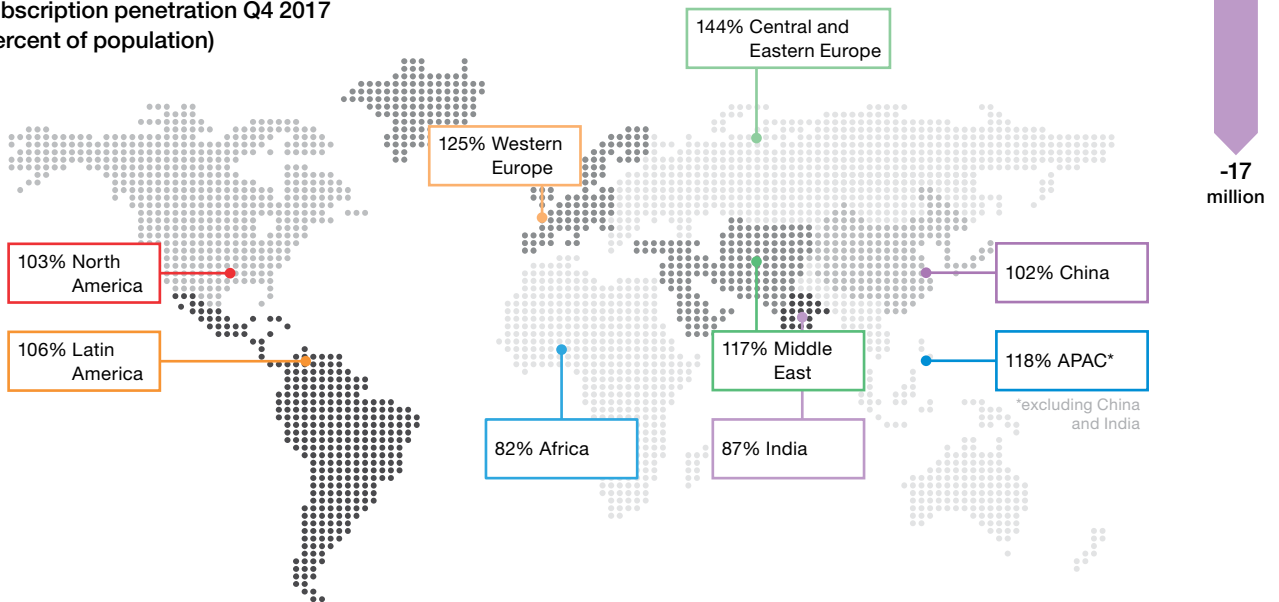 bscription penetration Q4 2017
ercent of population)
144% Central and
Eastern Europe
125% Western
Europe
-17
million
103% North
America
102% China
106% Latin
America
117% Middle
East
118% APAC*
*excluding China
and India
82% Africa
87% India